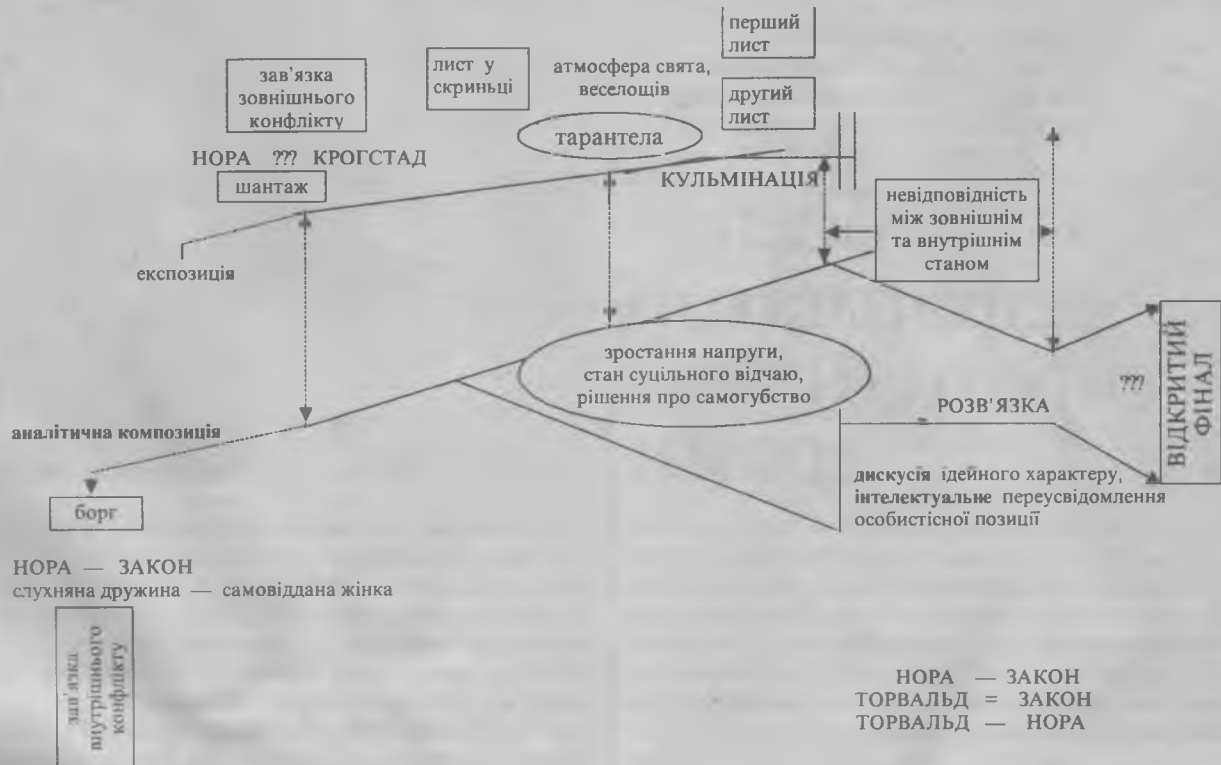 перший
лист
зав'язка
зовнішнього
конфлікту
лист у
скриньці
атмосфера свята,
веселощів
другий
лист
тарантела
НОРА ??? КРОГСТАД
шантаж
КУЛЬМІНАЦІЯ
невідповідність
між зовнішнім
та внутрішнім
станом
експозиція
зростання напруги,
стан суцільного відчаю,
рішення про самогубство
???
ВІДКРИТИЙ
ФІНАЛ
РОЗВ'ЯЗКА
аналітична композиція
дискусія ідейного характеру,
інтелектуальне переусвідомлення
особистісної позиції
борг
НОРА — ЗАКОН
слухняна дружина — самовіддана жінка
зав'язка
внутрішнього
конфлікту
НОРА — ЗАКОН
ТОРВАЛЬД = ЗАКОН
ТОРВАЛЬД — НОРА